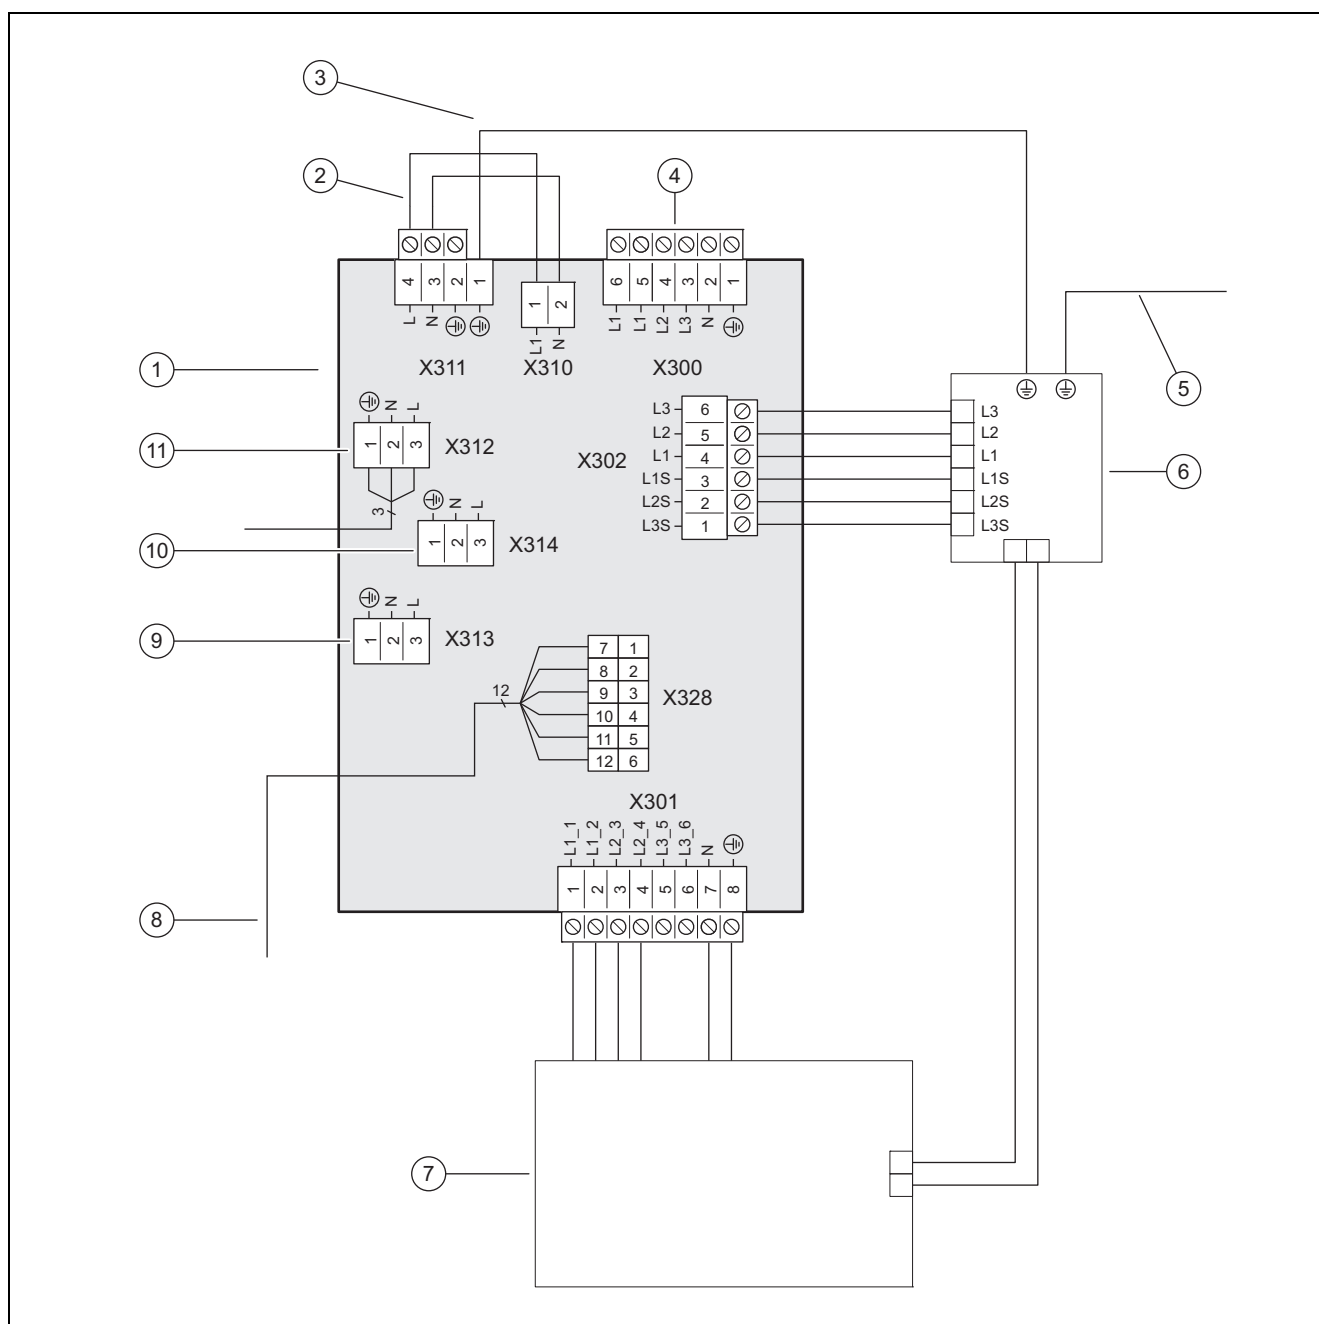 3
2
4
4 3 2 1
L N
1 2
L1 N
6 5 4 3 2 1
L1 L1 L2 L3 N
X311
X310
X300
1
5
N L
1 2 3
X312
11
3
L3 6
L2 5
L1 4
L1S 3
L2S 2
L3S 1
X302
L3
L2
L1
L1S
L2S
L3S
6
N L
1 2 3
X314
10
N L
1 2 3
X313
9
12
7 1
8 2
9 3
10 4
11 5
12 6
X328
X301
L1_1 L1_2 L2_3 L2_4 L3_5 L3_6 N
1 2 3 4 5 6 7 8
8
7